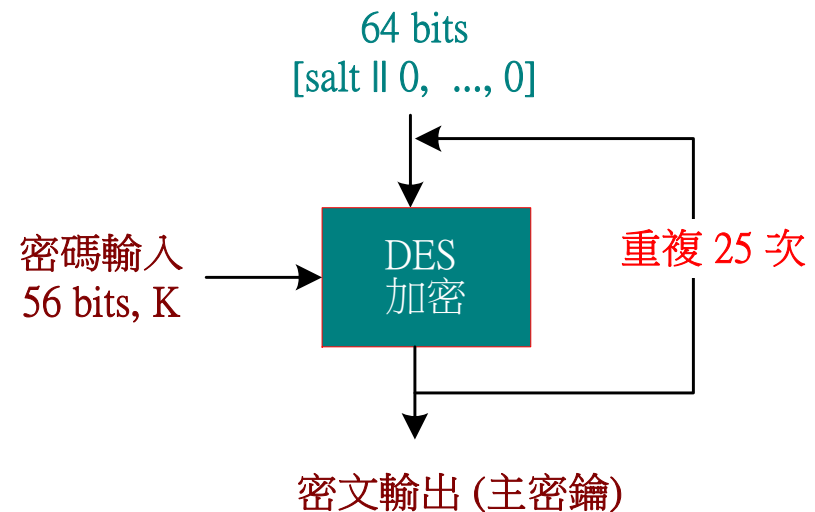 64 bits
[salt || 0, ..., 0]
密碼輸入
56 bits, K
DES
加密
重複 25 次
密文輸出 (主密鑰)